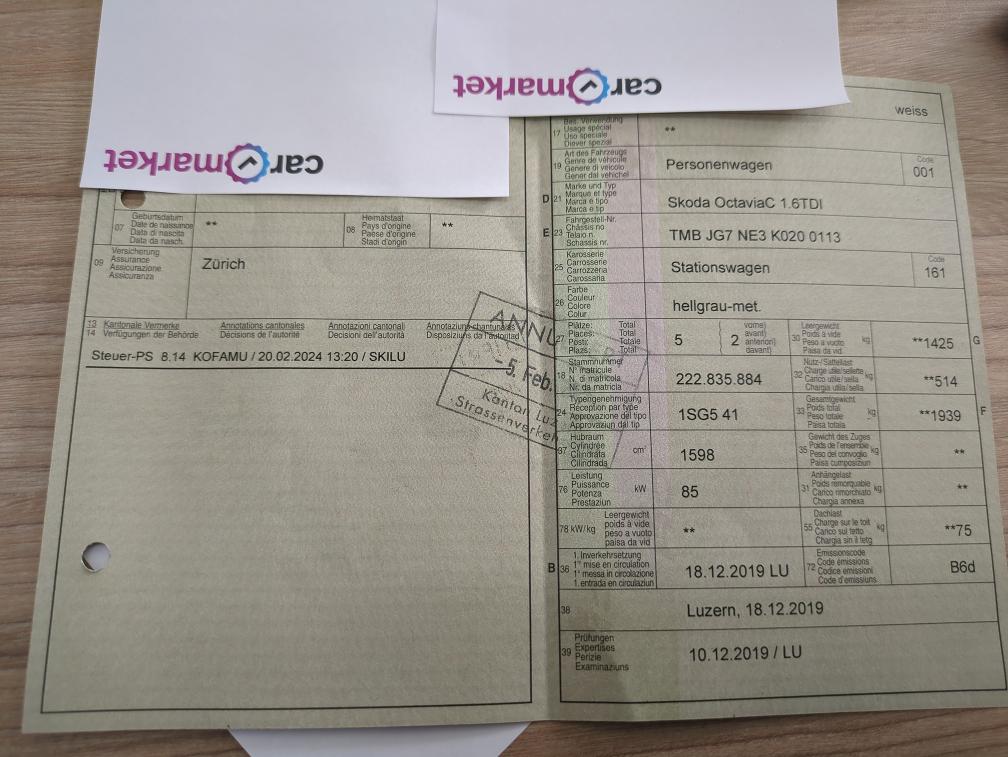 carmarket
carmarket
07
Geburtsdatum
Date de naissance
Data di nascita
Data da nasch.
**
08
Heimatstaat
Pays d'origine
Paese d'origine
Stadi d'origin
**
09
Versicherung
Assurance
Assicurazione
Assicuranza
Zürich
13
14
Kantonale Vermerke
Verfügungen der Behörde
Annotations cantonales
Décisions de l'autorité
Annotazioni cantonali
Decisioni dell'autorità
Annotaziuns chantunalas
Disposiziuns da l'autoritad
Steuer-PS 8.14 KOFAMU / 20.02.2024 13:20 / SKILU
ANNU
- 5. Feb.
Kanton Luz
Strassenverkeh
weiss
17
Bes. Verwendung
Usage spécial
Uso speciale
Diever spezial
**
19
Art des Fahrzeugs
Genre de véhicule
Genere di veicolo
Gener dal vehichel
Personenwagen
Code
001
D 21
Marke und Typ
Marque et type
Marca e tipo
Marca e tip
Skoda OctaviaC 1.6TDI
E 23
Fahrgestell-Nr.
Châssis no
Telaio n.
Schassis nr.
TMB JG7 NE3 K020 0113
25
Karosserie
Carrosserie
Carrozzeria
Carossaria
Stationswagen
Code
161
26
Farbe
Couleur
Colore
Colur
hellgrau-met.
27
Plätze: Total
Places: Total
Posti: Totale
Plazs: Total
5
2
vorne)
avant)
anteriori)
davant)
30
Leergewicht
Poids à vide
Peso a vuoto
Paisa da vid
kg
**1425
G
18
Stammnummer
N° matricule
N. di matricola
Nr. da matricla
222.835.884
32
Nutz-/Sattellast
Charge utile/sellette
Carico utile/sella
Chargia utila/sella
kg
**514
24
Typengenehmigung
Réception par type
Approvazione del tipo
Approvaziun dal tip
1SG5 41
33
Gesamtgewicht
Poids total
Peso totale
Paisa totala
kg
**1939
F
37
Hubraum
Cylindrée
Cilindrata
Cilindrada
cm³
1598
35
Gewicht des Zuges
Poids de l'ensemble
Peso del convoglio
Paisa cumposiziun
kg
**
76
Leistung
Puissance
Potenza
Prestaziun
kW
85
31
Anhängelast
Poids remorquable
Carico rimorchiato
Chargia annexa
kg
**
78 kW/kg
Leergewicht
poids à vide
peso a vuoto
paisa da vid
**
55
Dachlast
Charge sur le toit
Carico sul tetto
Chargia sin il tetg
kg
**75
B 36
1. Inverkehrsetzung
1re mise en circulation
1a messa in circolazione
1. entrada en circulaziun
18.12.2019 LU
72
Emissionscode
Code émissions
Codice emissioni
Code d'emissiuns
B6d
38
Luzern, 18.12.2019
39
Prüfungen
Expertises
Perizie
Examinaziuns
10.12.2019 / LU